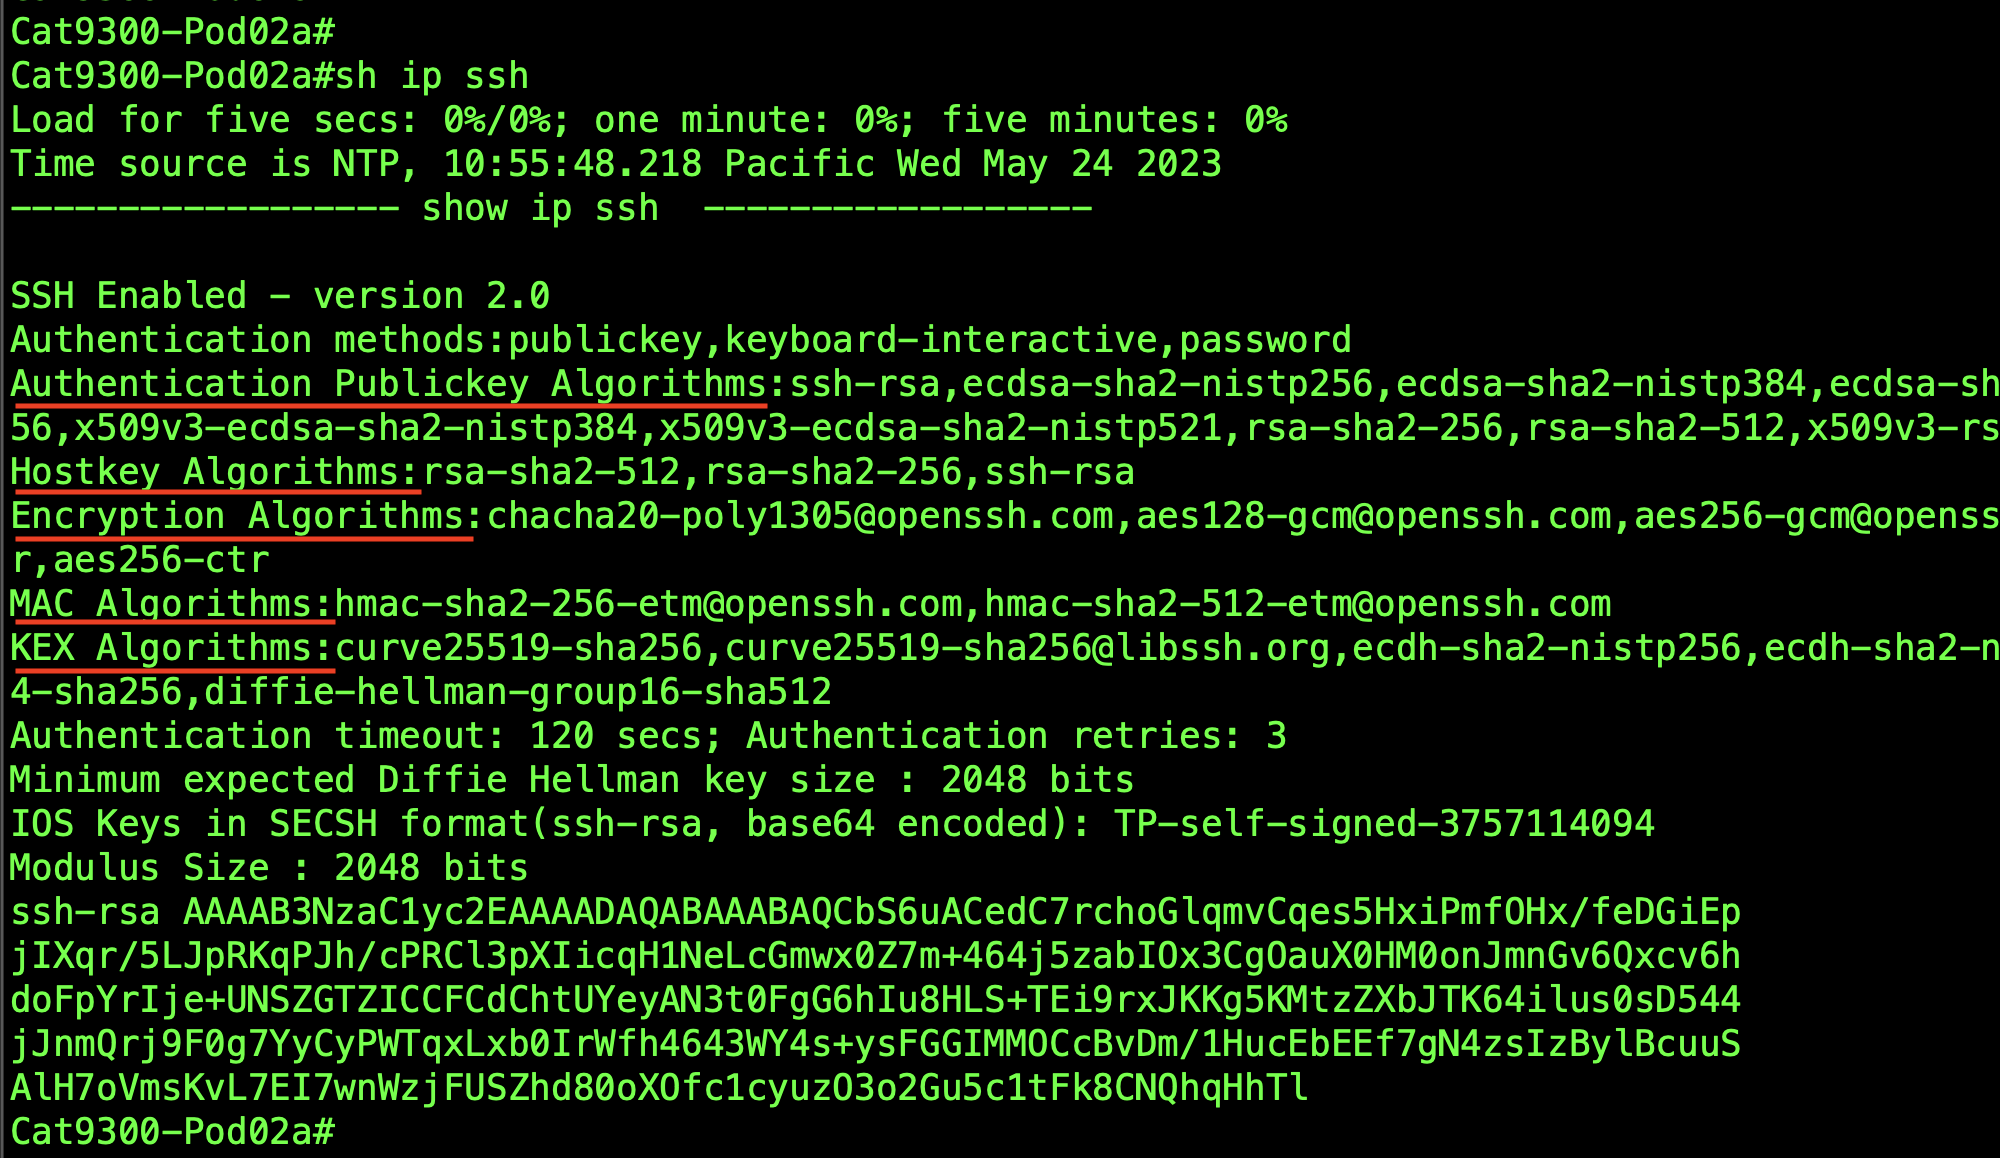 Cat9300-Pod02a#
Cat9300-Pod02a#sh ip ssh
Load for five secs: 0%/0%; one minute: 0%; five minutes: 0%
Time source is NTP, 10:55:48.218 Pacific Wed May 24 2023
------------------ show ip ssh  ------------------
SSH Enabled - version 2.0
Authentication methods:publickey,keyboard-interactive,password
Authentication Publickey Algorithms:ssh-rsa,ecdsa-sha2-nistp256,ecdsa-sha2-nistp384,ecdsa-sh
56,x509v3-ecdsa-sha2-nistp384,x509v3-ecdsa-sha2-nistp521,rsa-sha2-256,rsa-sha2-512,x509v3-rs
Hostkey Algorithms:rsa-sha2-512,rsa-sha2-256,ssh-rsa
Encryption Algorithms:chacha20-poly1305@openssh.com,aes128-gcm@openssh.com,aes256-gcm@openss
r,aes256-ctr
MAC Algorithms:hmac-sha2-256-etm@openssh.com,hmac-sha2-512-etm@openssh.com
KEX Algorithms:curve25519-sha256,curve25519-sha256@libssh.org,ecdh-sha2-nistp256,ecdh-sha2-n
4-sha256,diffie-hellman-group16-sha512
Authentication timeout: 120 secs; Authentication retries: 3
Minimum expected Diffie Hellman key size : 2048 bits
IOS Keys in SECSH format(ssh-rsa, base64 encoded): TP-self-signed-3757114094
Modulus Size : 2048 bits
ssh-rsa AAAAB3NzaC1yc2EAAAADAQABAAABAQCbS6uACedC7rchoGlqmvCqes5HxiPmfOHx/feDGiEp
jIXqr/5LJpRKqPJh/cPRCl3pXIicqH1NeLcGmwx0Z7m+464j5zabIOx3CgOauX0HM0onJmnGv6Qxcv6h
doFpYrIje+UNSZGTZICCFCdChtUYeyAN3t0FgG6hIu8HLS+TEi9rxJKKg5KMtzZXbJTK64ilus0sD544
jJnmQrj9F0g7YyCyPWTqxLxb0IrWfh4643WY4s+ysFGGIMMOCcBvDm/1HucEbEEf7gN4zsIzBylBcuuS
AlH7oVmsKvL7EI7wnWzjFUSZhd80oXOfc1cyuzO3o2Gu5c1tFk8CNQhqHhTl
Cat9300-Pod02a#